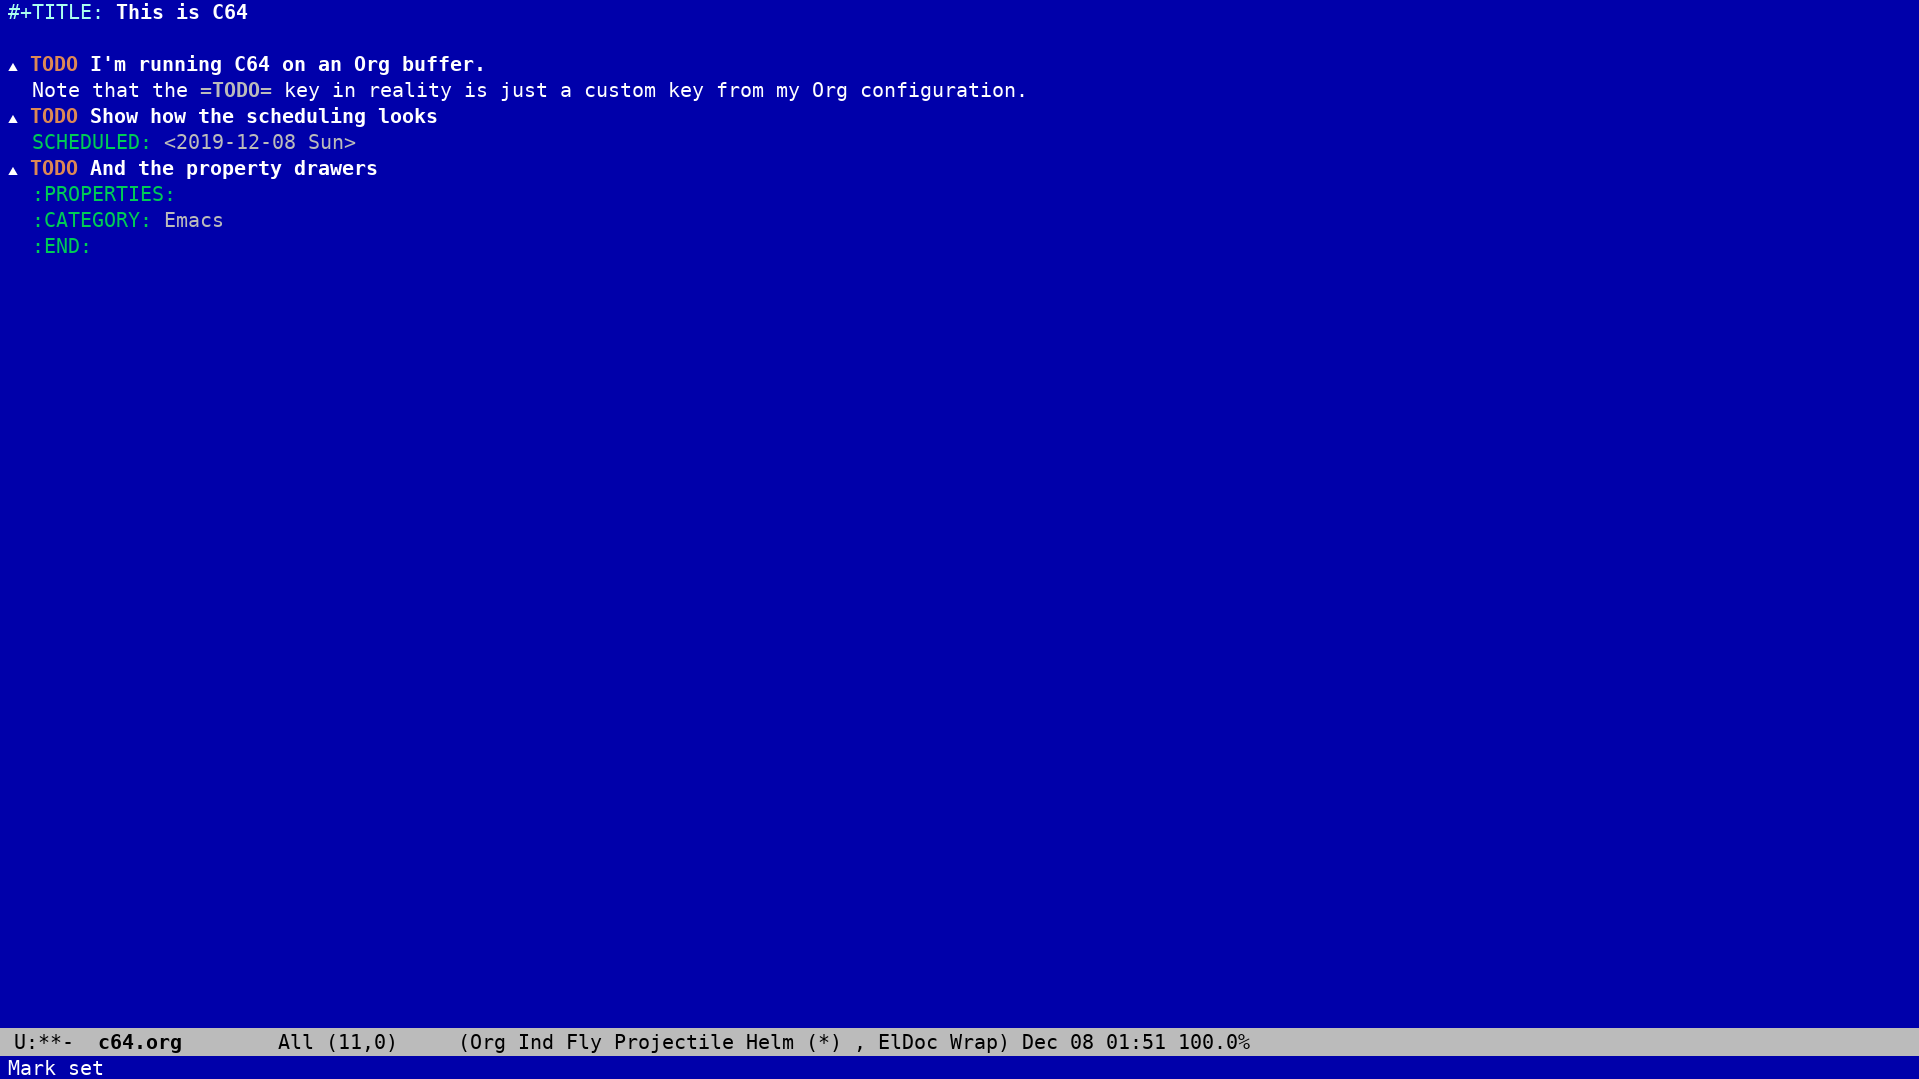 #+TITLE: This is C64
▲ TODO I'm running C64 on an Org buffer.
Note that the =TODO= key in reality is just a custom key from my Org configuration.
▲ TODO Show how the scheduling looks
SCHEDULED: <2019-12-08 Sun>
▲ TODO And the property drawers
:PROPERTIES:
:CATEGORY: Emacs
:END:
U:**-  c64.org        All (11,0)     (Org Ind Fly Projectile Helm (*) , ElDoc Wrap) Dec 08 01:51 100.0%
Mark set